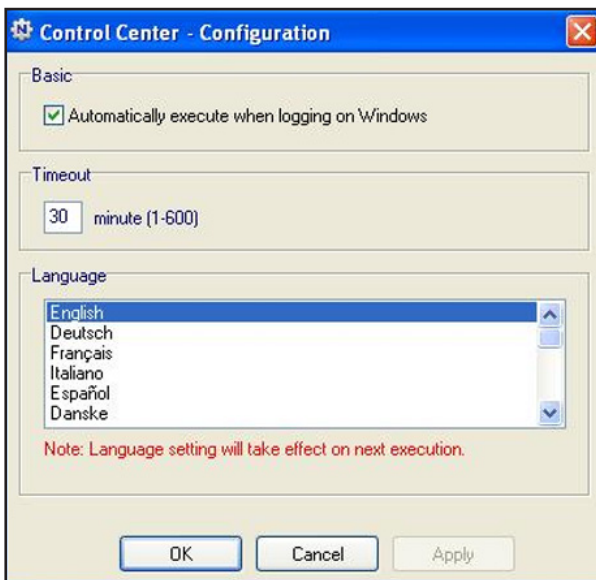 Control Center - Configuration
Basic
Automatically execute when logging on Windows
Timeout
30 minute (1-600)
Language
English
Deutsch
Français
Italiano
Español
Danske
Note: Language setting will take effect on next execution.
OK Cancel Apply